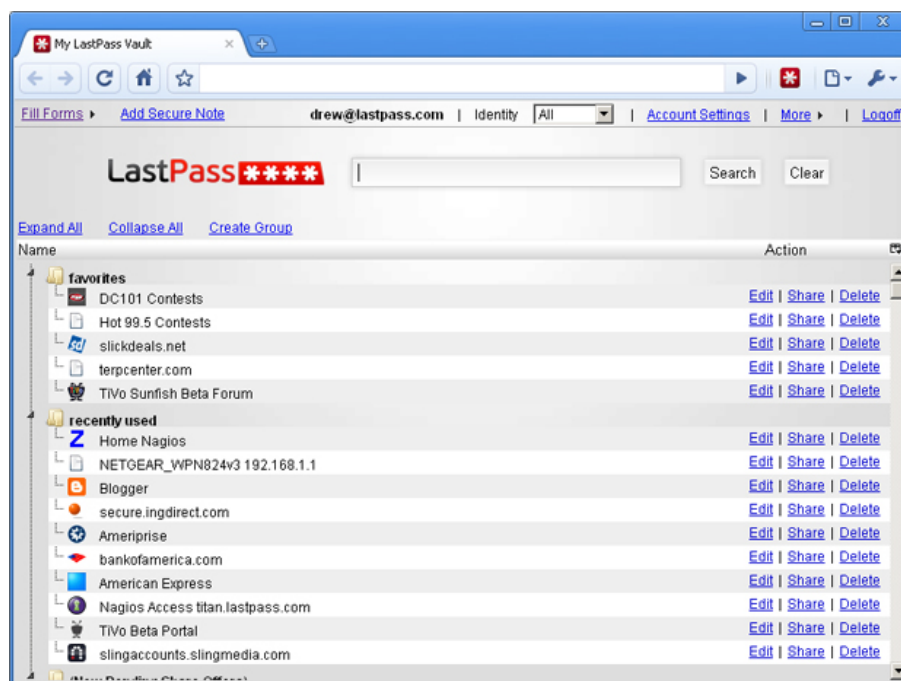 My LastPass Vault
Fill Forms Add Secure Note drew@lastpass.com | Identity All | Account Settings | More | Logoff
LastPass **** Search Clear
Expand All Collapse All Create Group
Name Action
favorites
DC101 Contests Edit | Share | Delete
Hot 99.5 Contests Edit | Share | Delete
slickdeals.net Edit | Share | Delete
terpcenter.com Edit | Share | Delete
TiVo Sunfish Beta Forum Edit | Share | Delete
recently used
Home Nagios Edit | Share | Delete
NETGEAR_WPN824v3 192.168.1.1 Edit | Share | Delete
Blogger Edit | Share | Delete
secure.ingdirect.com Edit | Share | Delete
Ameriprise Edit | Share | Delete
bankofamerica.com Edit | Share | Delete
American Express Edit | Share | Delete
Nagios Access titan.lastpass.com Edit | Share | Delete
TiVo Beta Portal Edit | Share | Delete
slingaccounts.slingmedia.com Edit | Share | Delete